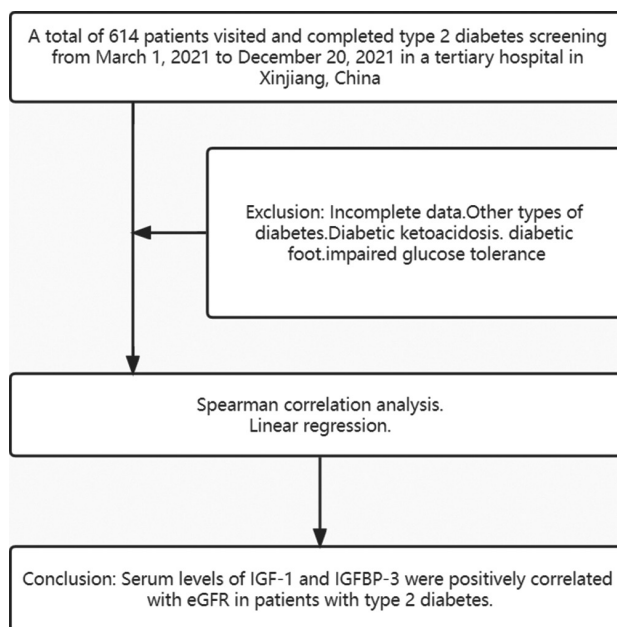 A total of 614 patients visited and completed type 2 diabetes screening
from March 1, 2021 to December 20, 2021 in a tertiary hospital in
Xinjiang, China
Exclusion: Incomplete data.Other types of
diabetes.Diabetic ketoacidosis. diabetic
foot.impaired glucose tolerance
Spearman correlation analysis.
Linear regression.
Conclusion: Serum levels of IGF-1 and IGFBP-3 were positively correlated
with eGFR in patients with type 2 diabetes.